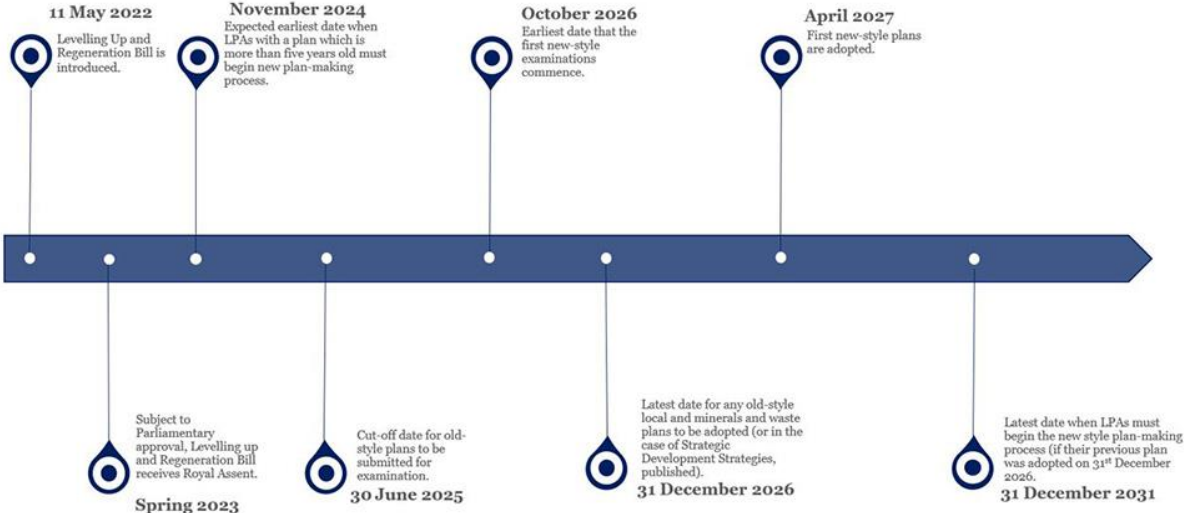 11 May 2022
Levelling Up and
Regeneration Bill is
introduced.
November 2024
Expected earliest date when
LPAs with a plan which is
more than five years old must
begin new plan-making
process.
October 2026
Earliest date that the
first new-style
examinations
commence.
April 2027
First new-style plans
are adopted.
Subject to
Parliamentary
approval, Levelling up
and Regeneration Bill
receives Royal Assent.
Spring 2023
Cut-off date for old-
style plans to be
submitted for
examination.
30 June 2025
Latest date for any old-style
local and minerals and waste
plans to be adopted (or in the
case of Strategic
Development Strategies,
published).
31 December 2026
Latest date when LPAs must
begin the new style plan-making
process (if their previous plan
was adopted on 31st December
2026.
31 December 2031